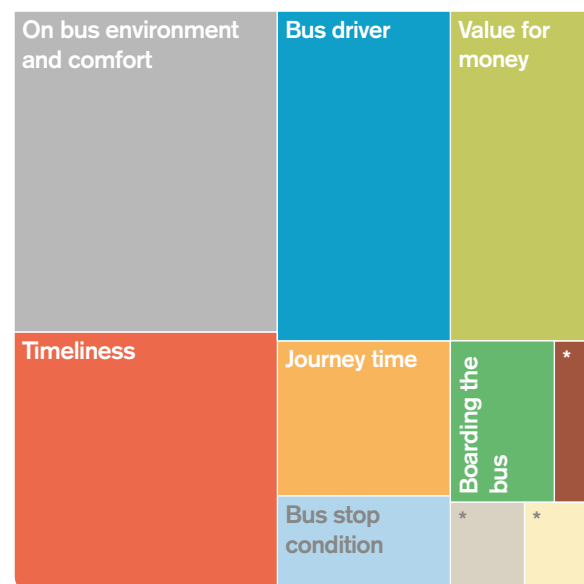 On bus environment
and comfort
Bus driver
Value for
money
Timeliness
Journey time
Boarding the
bus
*
Bus stop
condition
*
*